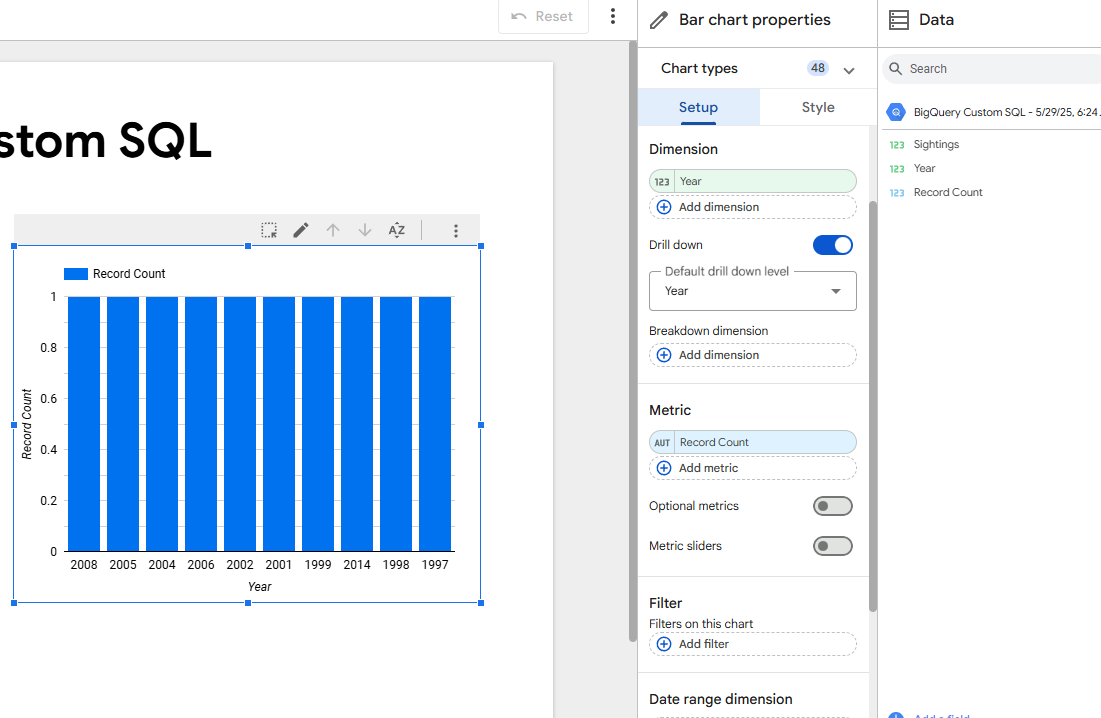 Reset
stom SQL
Record Count
1
0.8
0.6
0.4
0.2
0
Record Count
2008 2005 2004 2006 2002 2001 1999 2014 1998 1997
Year
Bar chart properties
Chart types 48
Setup Style
Dimension
123 Year
Add dimension
Drill down
Default drill down level
Year
Breakdown dimension
Add dimension
Metric
AUT Record Count
Add metric
Optional metrics
Metric sliders
Filter
Filters on this chart
Add filter
Date range dimension
Data
Search
BigQuery Custom SQL - 5/29/25, 6:24
123 Sightings
123 Year
123 Record Count
Add a field